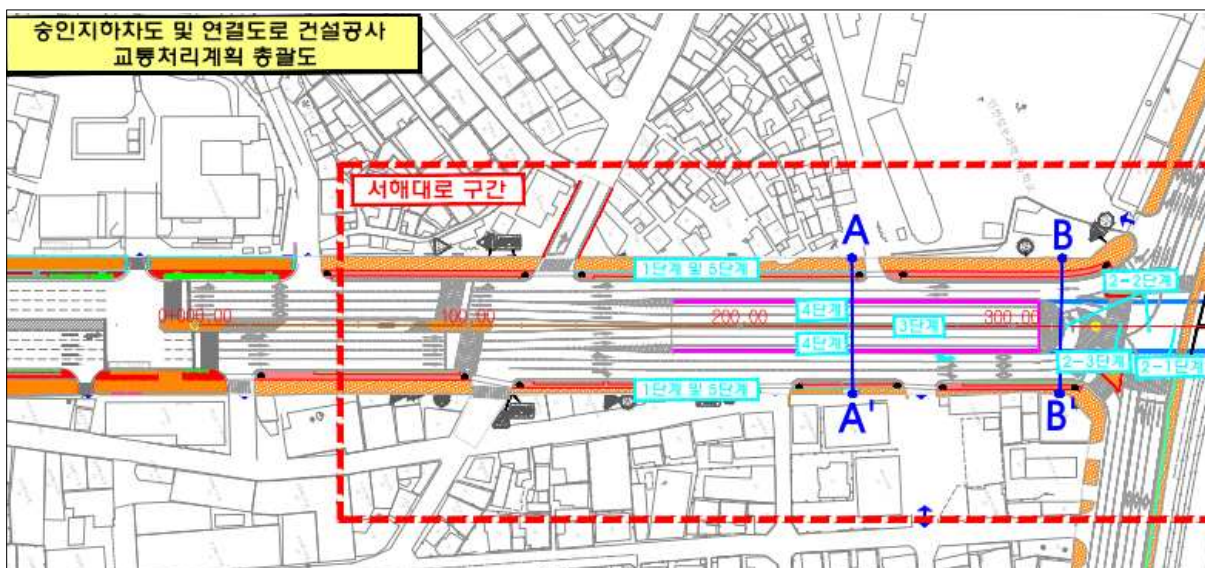 숭인지하차도 및 연결도로 건설공사
교통처리계획 총괄도
서해대로 구간
A
B
1단계 및 5단계
2-2단계
4단계
100.00
200.00
3단계
300.00
4단계
2-3단계
2-1단계
1단계 및 5단계
A'
B'